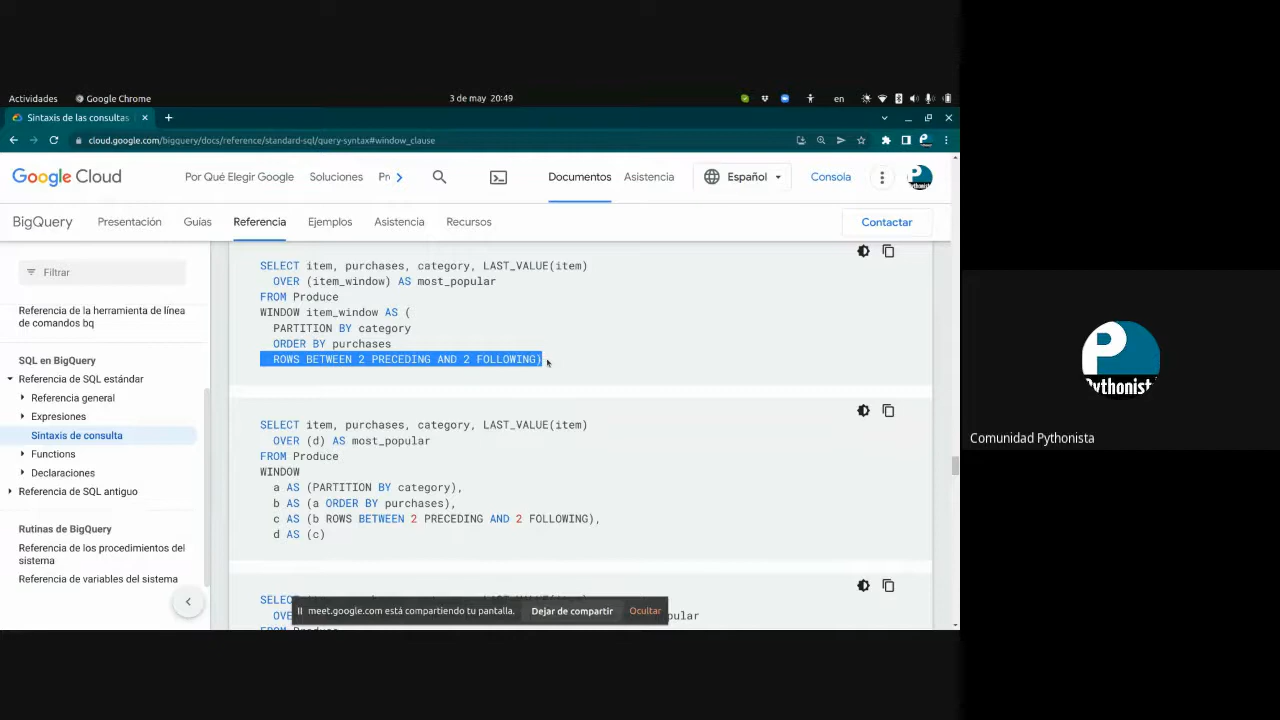 Actividades
Google Chrome
3 de may 20:49
en
Sintaxis de las consultas
cloud.google.com/bigquery/docs/reference/standard-sql/query-syntax#window_clause
Google Cloud
Por Qué Elegir Google
Soluciones
Pr
Documentos
Asistencia
Español
Consola
BigQuery
Presentación
Guías
Referencia
Ejemplos
Asistencia
Recursos
Contactar
Filtrar
Referencia de la herramienta de línea
de comandos bq
SQL en BigQuery
Referencia de SQL estándar
Referencia general
Expresiones
Sintaxis de consulta
Functions
Declaraciones
Referencia de SQL antiguo
Rutinas de BigQuery
Referencia de los procedimientos del
sistema
Referencia de variables del sistema
SELECT item, purchases, category, LAST_VALUE(item)
OVER (item_window) AS most_popular
FROM Produce
WINDOW item_window AS (
PARTITION BY category
ORDER BY purchases
ROWS BETWEEN 2 PRECEDING AND 2 FOLLOWING)
SELECT item, purchases, category, LAST_VALUE(item)
OVER (d) AS most_popular
FROM Produce
WINDOW
a AS (PARTITION BY category),
b AS (a ORDER BY purchases),
c AS (b ROWS BETWEEN 2 PRECEDING AND 2 FOLLOWING),
d AS (c)
SELEC
OVE
pular
meet.google.com está compartiendo tu pantalla.
Dejar de compartir
Ocultar
Pythonist
Comunidad Pythonista